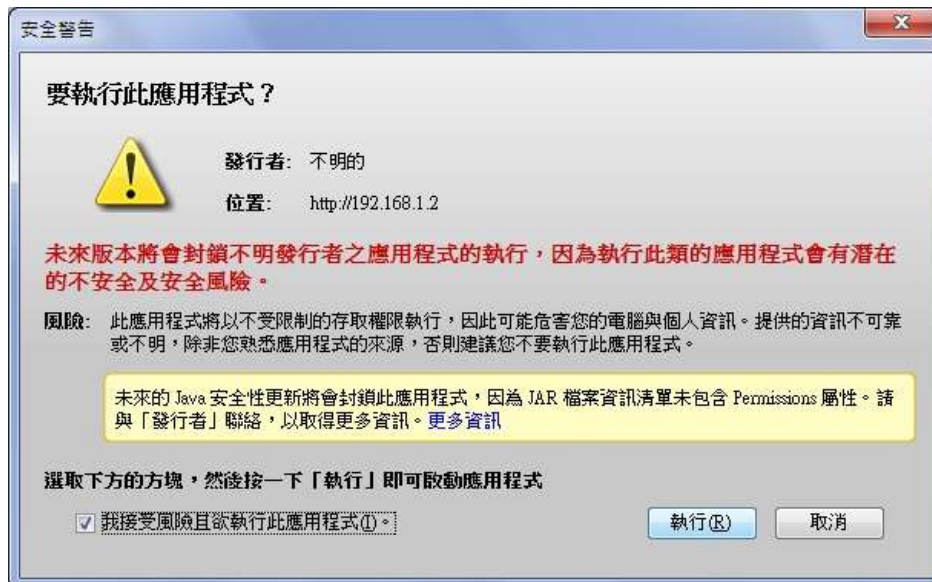 安全警告
要執行此應用程式？
發行者: 不明的
位置: http://192.168.1.2
未來版本將會封鎖不明發行者之應用程式的執行，因為執行此類的應用程式會有潛在
的不安全及安全風險。
風險: 此應用程式將以不受限制的存取權限執行，因此可能危害您的電腦與個人資訊。提供的資訊不可靠
或不明，除非您熟悉應用程式的來源，否則建議您不要執行此應用程式。
未來的 Java 安全性更新將會封鎖此應用程式，因為 JAR 檔案資訊清單未包含 Permissions 屬性。請
與「發行者」聯絡，以取得更多資訊。更多資訊
選取下方的方塊，然後按一下「執行」即可啟動應用程式
我接受風險且欲執行此應用程式(I)。
執行(R) 取消